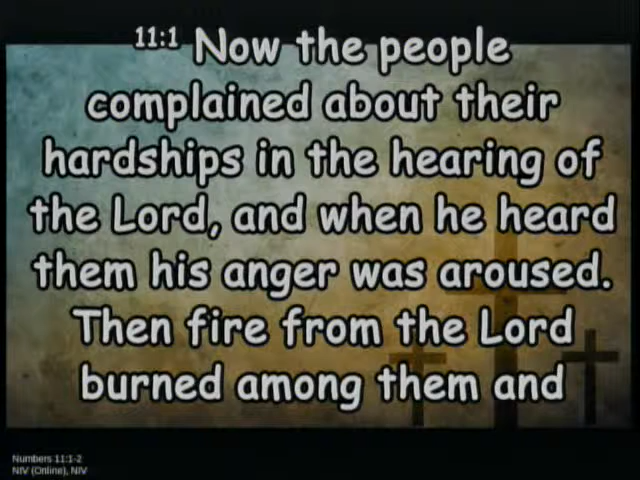 11:1 Now the people
complained about their
hardships in the hearing of
the Lord, and when he heard
them his anger was aroused.
Then fire from the Lord
burned among them and
Numbers 11:1-2
NIV (Online), NIV